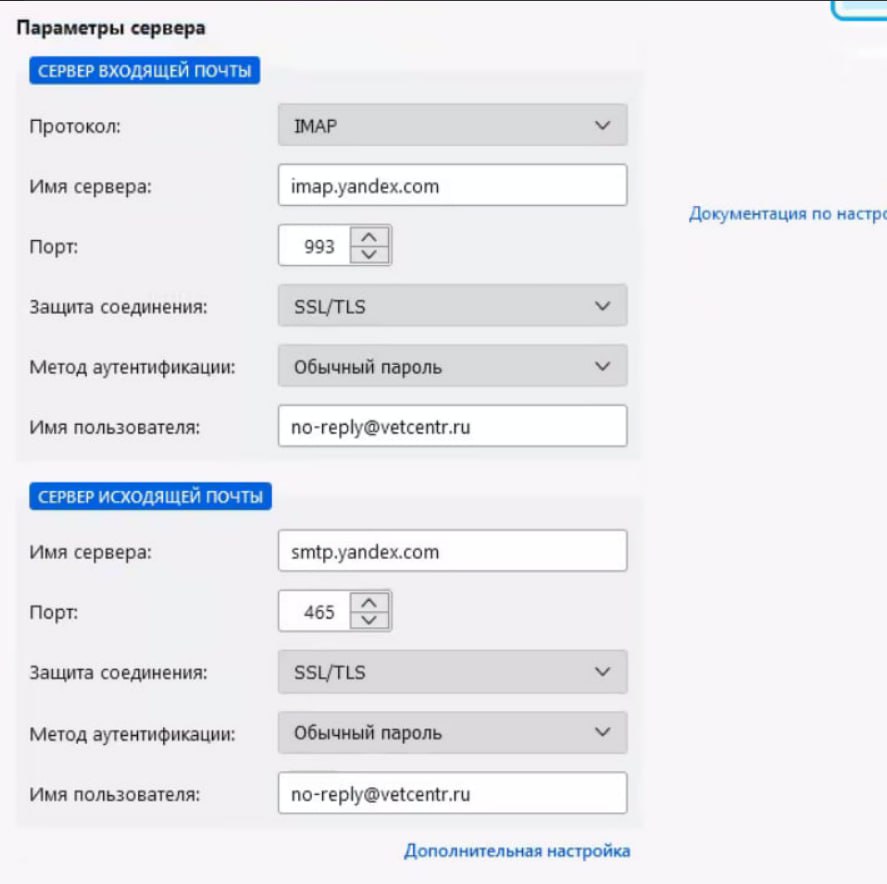 Параметры сервера
СЕРВЕР ВХОДЯЩЕЙ ПОЧТЫ
Протокол: IMAP
Имя сервера: imap.yandex.com
Документация по настро
Порт: 993
Защита соединения: SSL/TLS
Метод аутентификации: Обычный пароль
Имя пользователя: no-reply@vetcentr.ru
СЕРВЕР ИСХОДЯЩЕЙ ПОЧТЫ
Имя сервера: smtp.yandex.com
Порт: 465
Защита соединения: SSL/TLS
Метод аутентификации: Обычный пароль
Имя пользователя: no-reply@vetcentr.ru
Дополнительная настройка